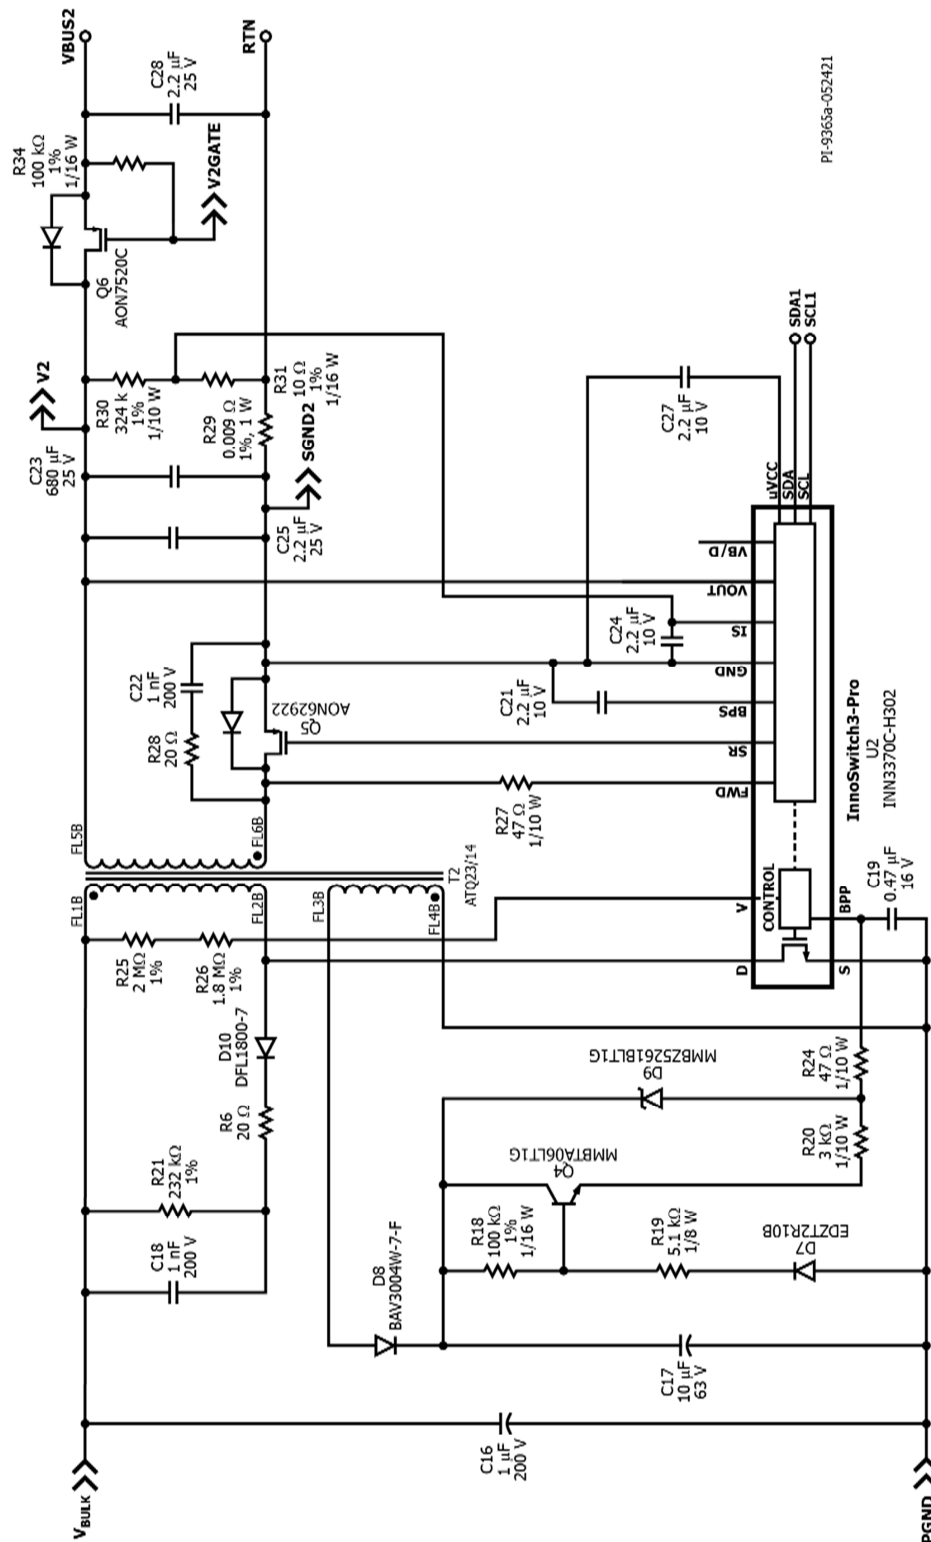 VBUS2
RTN
C28
2.2 µF
25 V
R34
100 kΩ
1%
1/16 W
V2GATE
PI-9365a-052421
Q6
AON7520C
V2
R30
324 k
1%
1/10 W
R31
10 Ω
1%
1/16 W
C23
680 µF
25 V
R29
0.009 Ω
1%, 1 W
SGND2
C25
2.2 µF
25 V
SDA1
SCL1
C27
2.2 µF
10 V
uVCC
SDA
SCL
VB/D
VOUT
IS
GND
BPS
SR
FWD
C24
2.2 µF
10 V
C21
2.2 µF
10 V
C22
1 nF
200 V
R28
20 Ω
Q5
AON62922
R27
47 Ω
1/10 W
InnoSwitch3-Pro
U2
INN3370C-H302
FL5B
FL6B
T2
ATQ23/14
FL1B
FL2B
FL3B
FL4B
V
CONTROL
D
S
BPP
C19
0.47 µF
16 V
R25
2 MΩ
1%
R26
1.8 MΩ
1%
D10
DFL1800-7
R6
20 Ω
R21
232 kΩ
1%
C18
1 nF
200 V
D9
MMBZ5261BLT1G
R24
47 Ω
1/10 W
R20
3 kΩ
1/10 W
Q4
MMBTA06LT1G
R18
100 kΩ
1%
1/16 W
R19
5.1 kΩ
1/8 W
D7
EDZT2R10B
D8
BAV3004W-7-F
C17
10 µF
63 V
C16
1 µF
200 V
VBULK
PGND